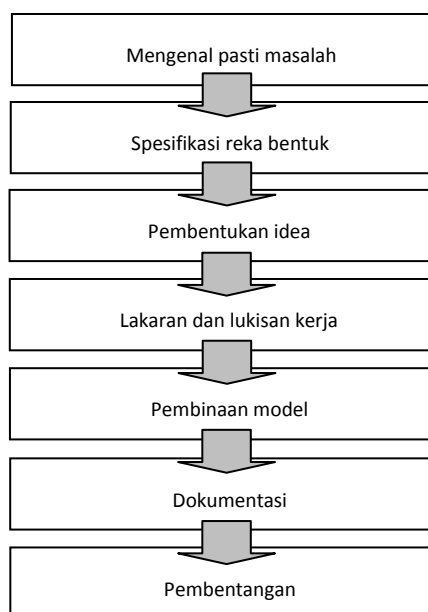 Mengenal pasti masalah
Spesifikasi reka bentuk
Pembentukan idea
Lakaran dan lukisan kerja
Pembinaan model
Dokumentasi
Pembentangan